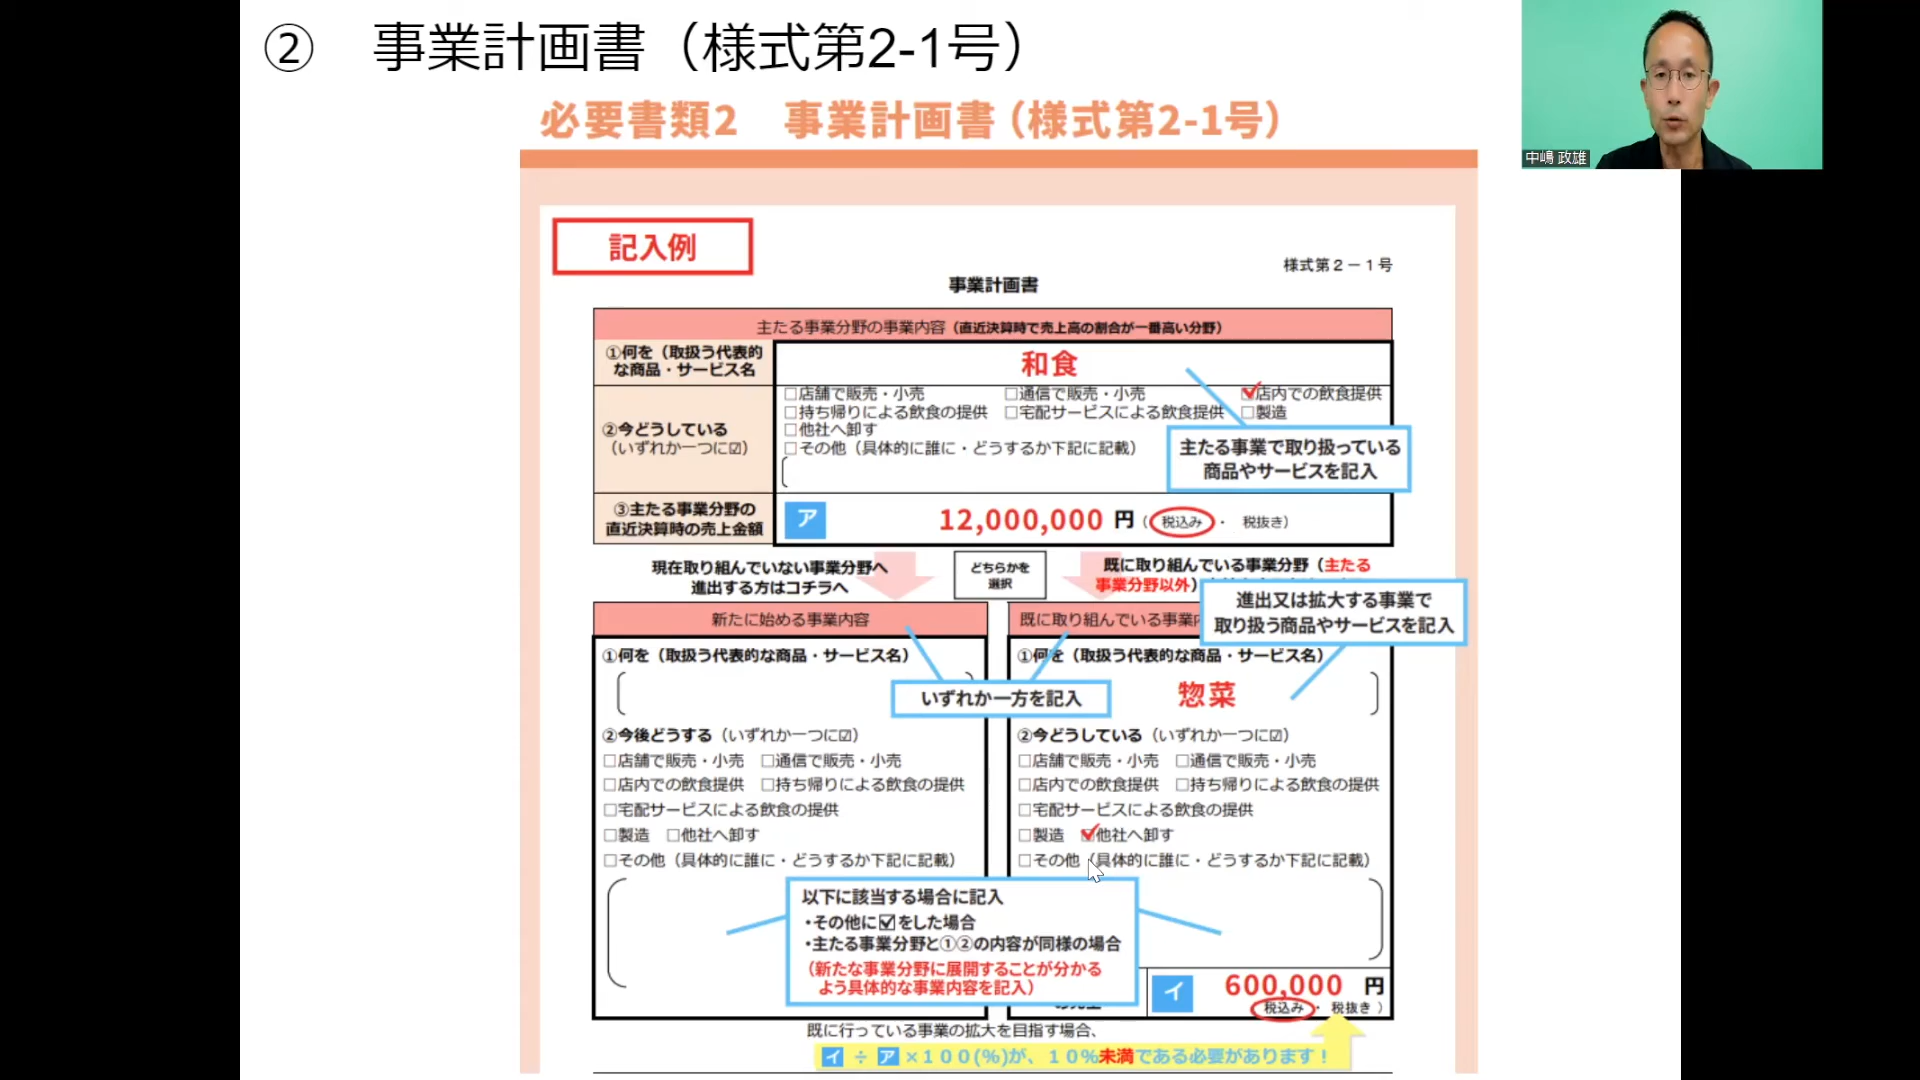 ② 事業計画書（様式第2-1号）
中嶋 政雄
必要書類2 事業計画書（様式第2-1号）
記入例
様式第２－１号
事業計画書
主たる事業分野の事業内容（直近決算時で売上高の割合が一番高い分野）
①何を（取扱う代表的
な商品・サービス名
和食
②今どうしている
（いずれか一つに☑）
□店舗で販売・小売 □通信で販売・小売 ☑店内での飲食提供
□持ち帰りによる飲食の提供 □宅配サービスによる飲食提供 □製造
□他社へ卸す
□その他（具体的に誰に・どうするか下記に記載）
主たる事業で取り扱っている
商品やサービスを記入
③主たる事業分野の
直近決算時の売上金額
ア
12,000,000 円（税込み・ 税抜き）
現在取り組んでいない事業分野へ
進出する方はコチラへ
どちらかを
選択
既に取り組んでいる事業分野（主たる
事業分野以外）
進出又は拡大する事業で
取り扱う商品やサービスを記入
新たに始める事業内容
①何を（取扱う代表的な商品・サービス名）
②今後どうする（いずれか一つに☑）
□店舗で販売・小売 □通信で販売・小売
□店内での飲食提供 □持ち帰りによる飲食の提供
□宅配サービスによる飲食の提供
□製造 □他社へ卸す
□その他（具体的に誰に・どうするか下記に記載）
いずれか一方を記入
既に取り組んでいる事業
①何を（取扱う代表的な商品・サービス名）
惣菜
②今どうしている（いずれか一つに☑）
□店舗で販売・小売 □通信で販売・小売
□店内での飲食提供 □持ち帰りによる飲食の提供
□宅配サービスによる飲食の提供
□製造 ☑他社へ卸す
□その他（具体的に誰に・どうするか下記に記載）
以下に該当する場合に記入
・その他に☑をした場合
・主たる事業分野と①②の内容が同様の場合
（新たな事業分野に展開することが分かる
よう具体的な事業内容を記入）
イ
600,000 円
税込み・ 税抜き ）
既に行っている事業の拡大を目指す場合、
イ ÷ ア ×１００(％)が、１０％未満である必要があります！